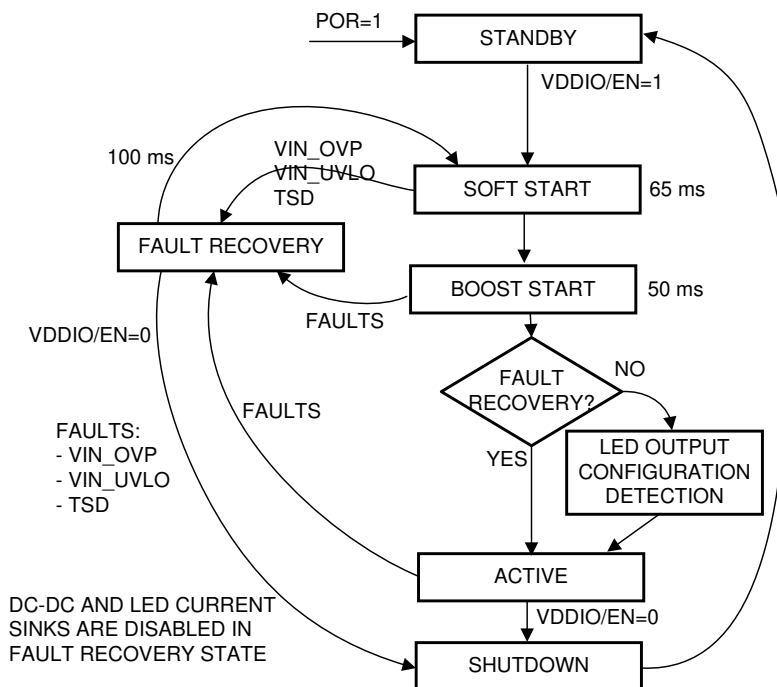 POR=1
STANDBY
VDDIO/EN=1
100 ms
VIN_OVP
VIN_UVLO
TSD
SOFT START
65 ms
FAULT RECOVERY
BOOST START
50 ms
FAULTS
VDDIO/EN=0
FAULT
RECOVERY?
NO
YES
FAULTS
LED OUTPUT
CONFIGURATION
DETECTION
FAULTS:
- VIN_OVP
- VIN_UVLO
- TSD
ACTIVE
VDDIO/EN=0
DC-DC AND LED CURRENT
SINKS ARE DISABLED IN
FAULT RECOVERY STATE
SHUTDOWN